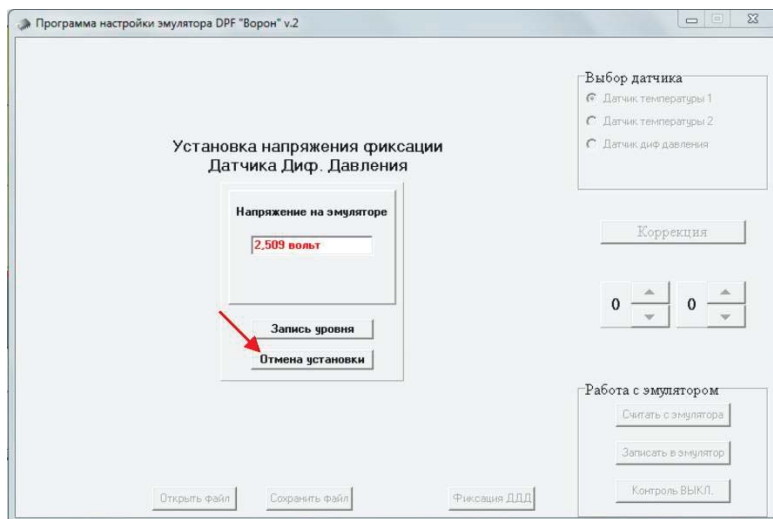 Программа настройки эмулятора DPF "Ворон" v.2
Установка напряжения фиксации
Датчика Диф. Давления
Напряжение на эмуляторе
2,509 вольт
Запись уровня
Отмена установки
Выбор датчика
Датчик температуры 1
Датчик температуры 2
Датчик диф давления
Коррекция
0 0
Работа с эмулятором
Считать с эмулятора
Записать в эмулятор
Контроль ВЫКЛ.
Открыть файл Сохранить файл Фиксация ДДД